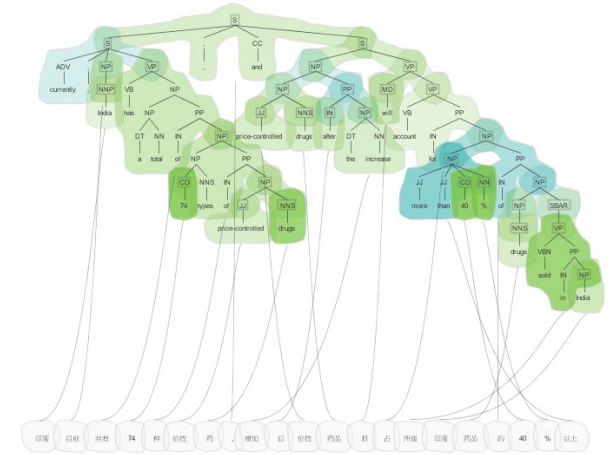 S
S , CC S
ADV , NP VP , and NP VP
currently , NNP VB NP NP PP MD VP
India has NP PP JJ NNS IN NP will VB PP
DT NN IN NP price-controlled drugs after DT NN account IN NP
a total of NP PP the increase for NP PP
CD NNS IN NP JJ JJ CD NN IN NP
74 types of JJ NNS more than 40 % of NP SBAR
price-controlled drugs NNS VP
drugs VBN PP
sold IN NP
in India
印度 目前 共有 74 种 价控 药 , 增加 后 价控 药品 将 占 所售 印度 药品 的 40 % 以上